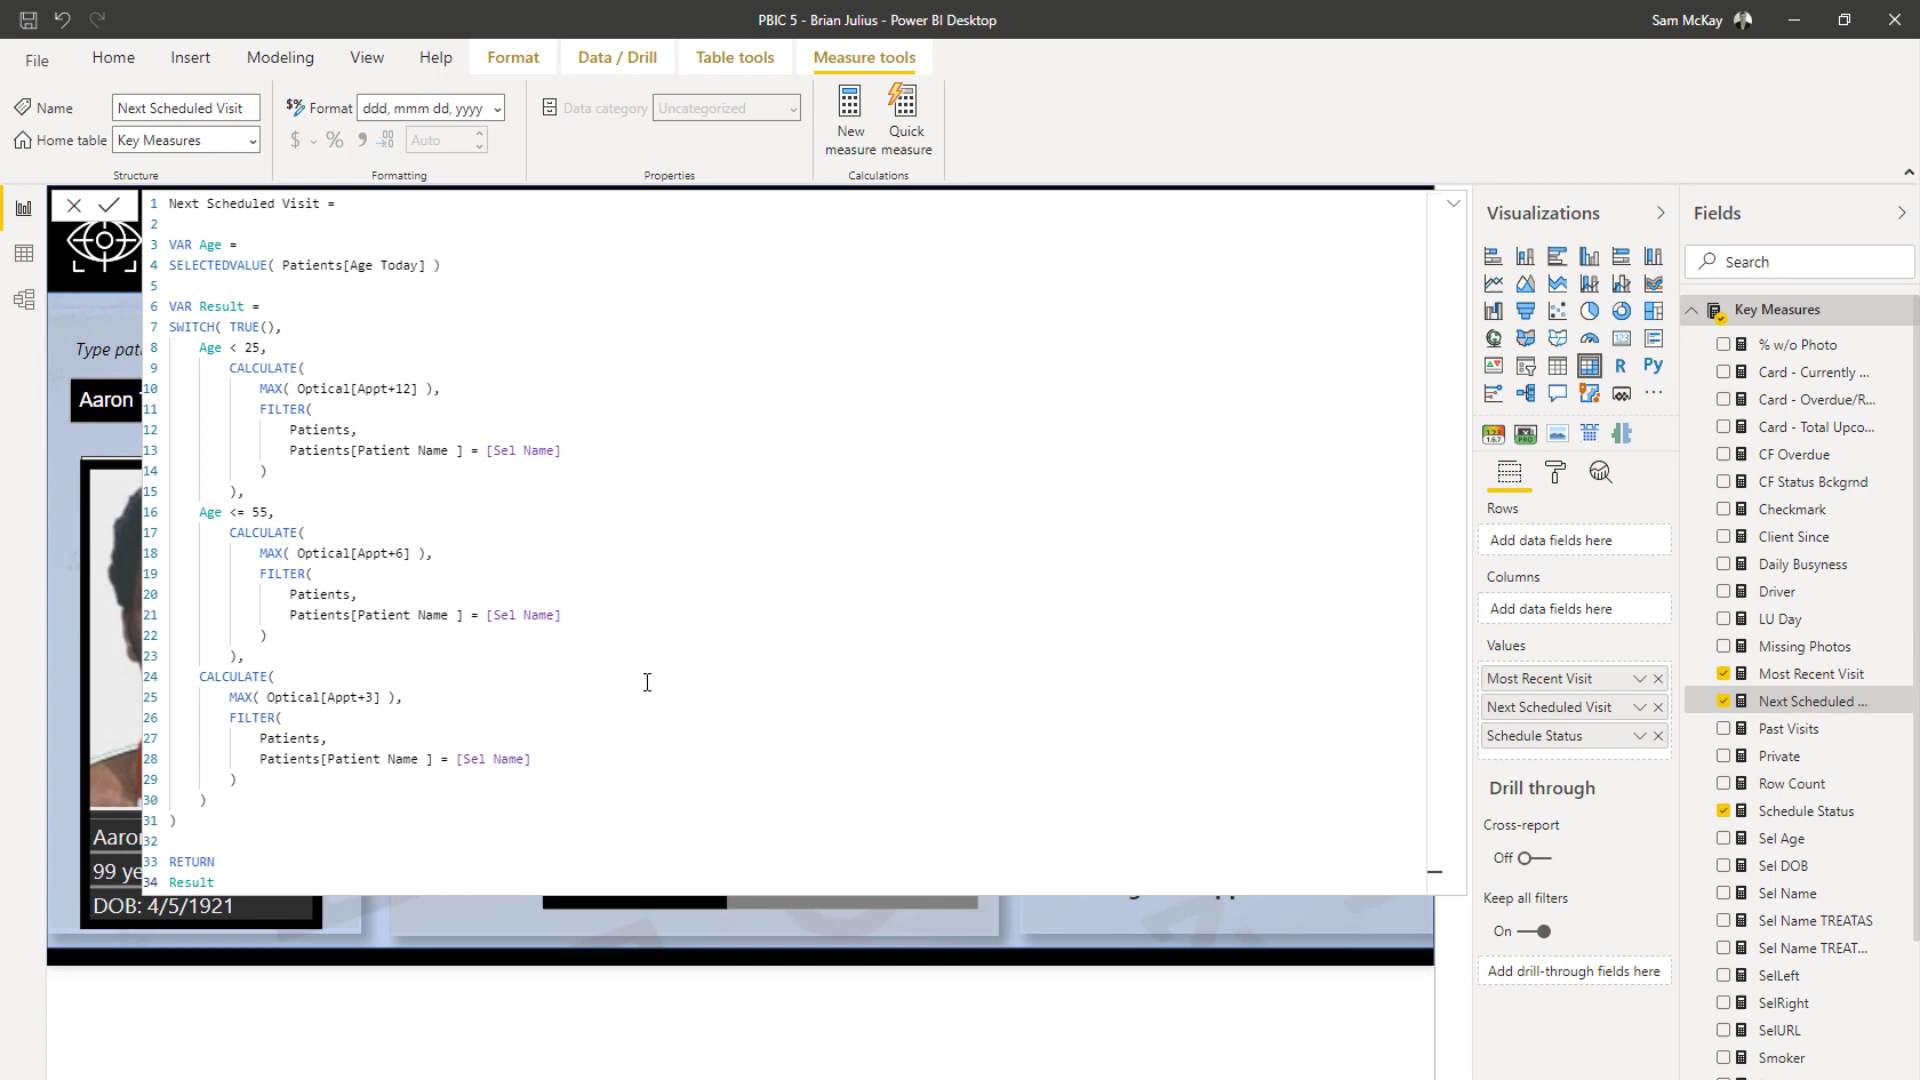 PBIC 5 - Brian Julius - Power BI Desktop
Sam McKay
File
Home
Insert
Modeling
View
Help
Format
Data / Drill
Table tools
Measure tools
Name
Next Scheduled Visit
Home table
Key Measures
Structure
$% Format
ddd, mmm dd, yyyy
$
%
Auto
Formatting
Data category
Uncategorized
Properties
New measure
Quick measure
Calculations
1 Next Scheduled Visit =
2
3 VAR Age =
4 SELECTEDVALUE( Patients[Age Today] )
5
6 VAR Result =
7 SWITCH( TRUE(),
8 Age < 25,
9 CALCULATE(
10 MAX( Optical[Appt+12] ),
11 FILTER(
12 Patients,
13 Patients[Patient Name ] = [Sel Name]
14 )
15 ),
16 Age <= 55,
17 CALCULATE(
18 MAX( Optical[Appt+6] ),
19 FILTER(
20 Patients,
21 Patients[Patient Name ] = [Sel Name]
22 )
23 ),
24 CALCULATE(
25 MAX( Optical[Appt+3] ),
26 FILTER(
27 Patients,
28 Patients[Patient Name ] = [Sel Name]
29 )
30 )
31 )
32
33 RETURN
34 Result
Type pat
Aaron
Aaro
99 ye
DOB: 4/5/1921
Visualizations
R
Py
Rows
Add data fields here
Columns
Add data fields here
Values
Most Recent Visit
Next Scheduled Visit
Schedule Status
Drill through
Cross-report
Off
Keep all filters
On
Add drill-through fields here
Fields
Search
Key Measures
% w/o Photo
Card - Currently ...
Card - Overdue/R...
Card - Total Upco...
CF Overdue
CF Status Bckgrnd
Checkmark
Client Since
Daily Busyness
Driver
LU Day
Missing Photos
Most Recent Visit
Next Scheduled ...
Past Visits
Private
Row Count
Schedule Status
Sel Age
Sel DOB
Sel Name
Sel Name TREATAS
Sel Name TREAT...
SelLeft
SelRight
SelURL
Smoker